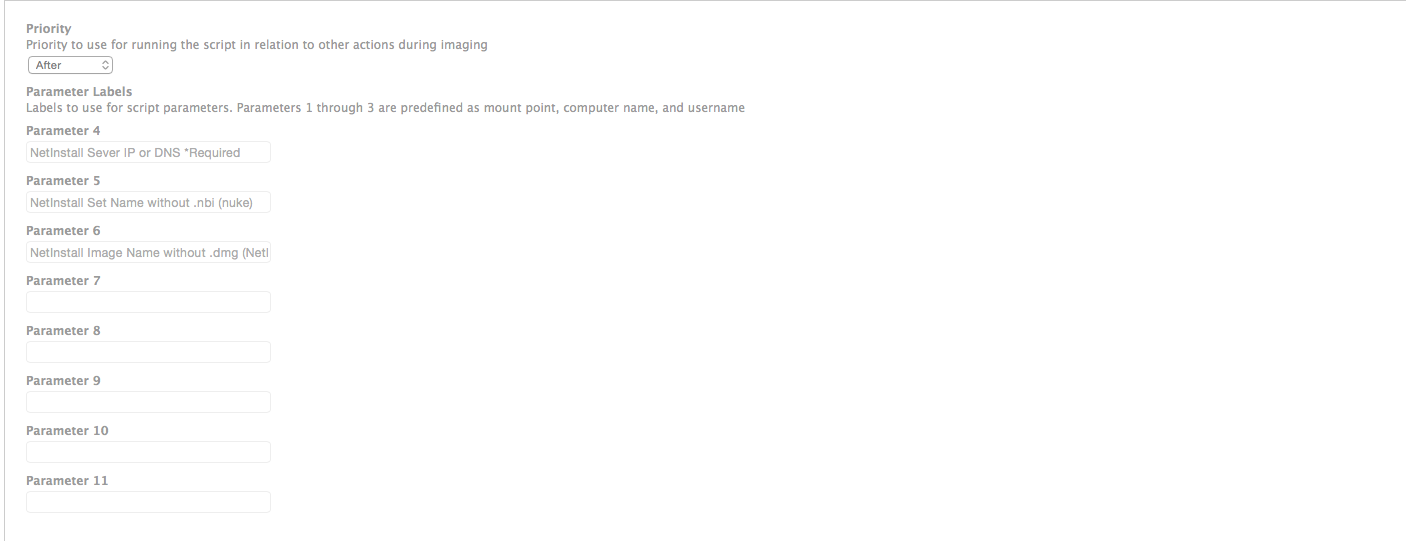 Priority
Priority to use for running the script in relation to other actions during imaging
After
Parameter Labels
Labels to use for script parameters. Parameters 1 through 3 are predefined as mount point, computer name, and username
Parameter 4
NetInstall Sever IP or DNS *Required
Parameter 5
NetInstall Set Name without .nbi (nuke)
Parameter 6
NetInstall Image Name without .dmg (NetI
Parameter 7
Parameter 8
Parameter 9
Parameter 10
Parameter 11